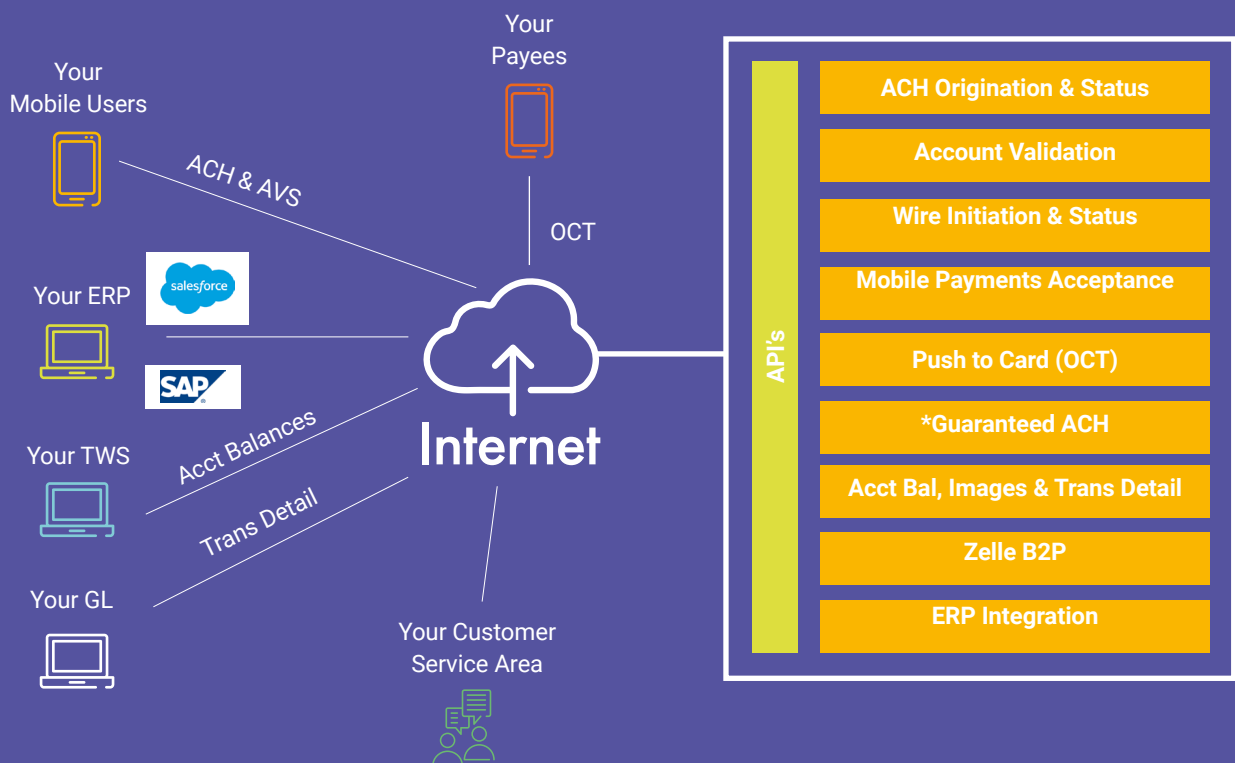 Your
Payees
Your
Mobile Users
ACH & AVS
OCT
Your ERP
salesforce
SAP
Your TWS
Acct Balances
Internet
Trans Detail
Your GL
Your Customer
Service Area
API's
ACH Origination & Status
Account Validation
Wire Initiation & Status
Mobile Payments Acceptance
Push to Card (OCT)
*Guaranteed ACH
Acct Bal, Images & Trans Detail
Zelle B2P
ERP Integration